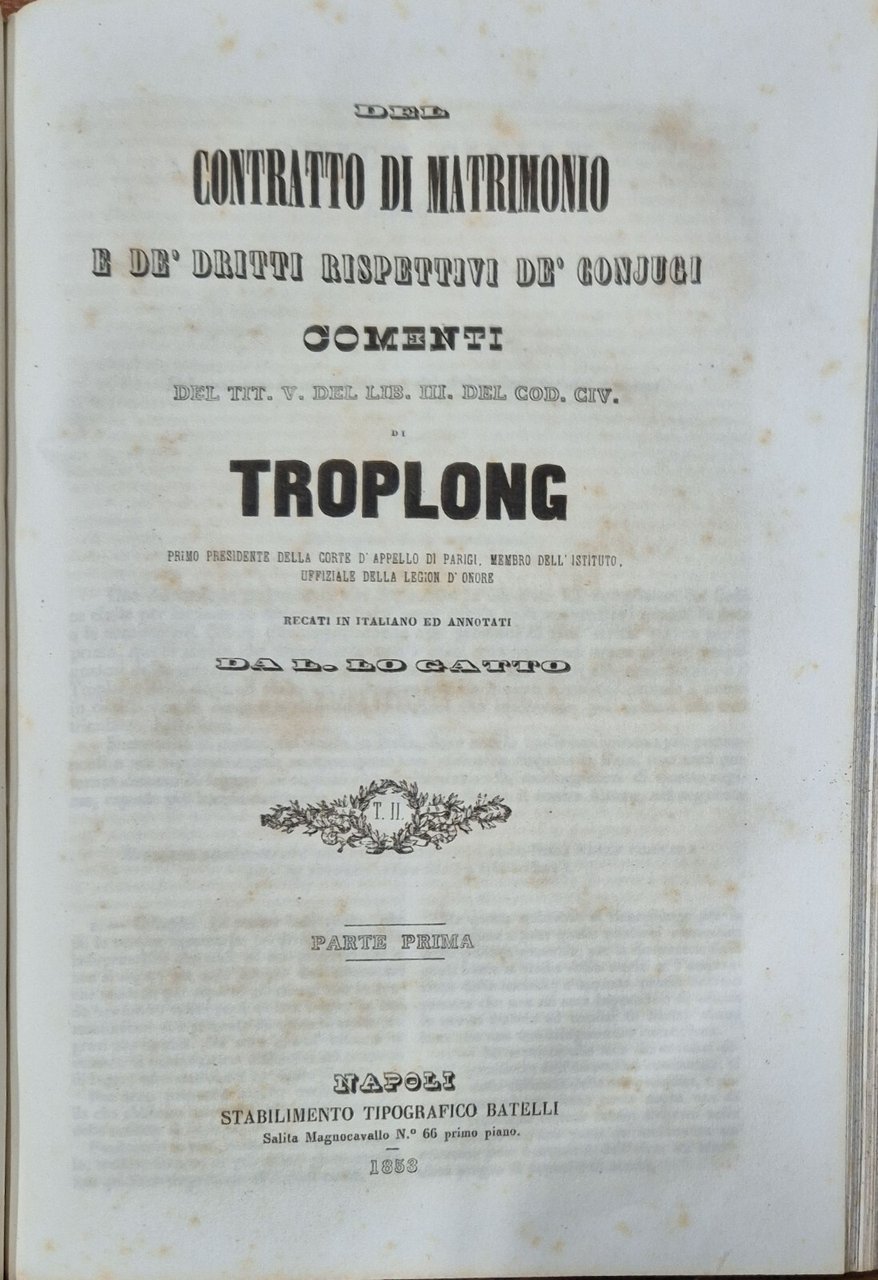 DEL
CONTRATTO DI MATRIMONIO
E DE' DRITTI RISPETTIVI DE' CONJUGI
COMENTI
DEL TIT. V. DEL LIB. III. DEL COD. CIV.
DI
TROPLONG
PRIMO PRESIDENTE DELLA CORTE D' APPELLO DI PARIGI, MEMBRO DELL' ISTITUTO,
UFFIZIALE DELLA LEGION D' ONORE
RECATI IN ITALIANO ED ANNOTATI
DA L. LO GATTO
T. II.
PARTE PRIMA
NAPOLI
STABILIMENTO TIPOGRAFICO BATELLI
Salita Magnocavallo N.º 66 primo piano.
1853